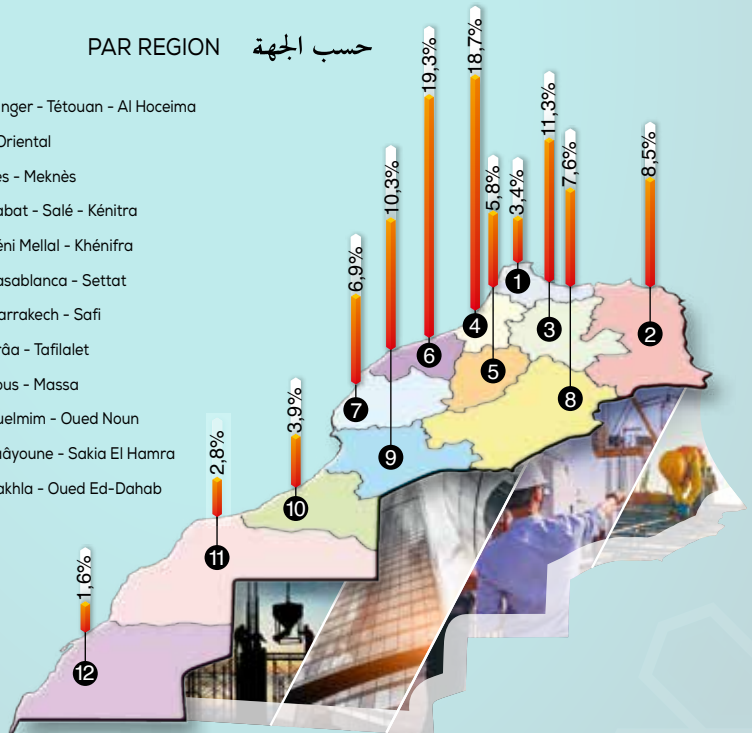 PAR REGION حسب الجهة
nger - Tétouan - Al Hoceima
Oriental
ès - Meknès
abat - Salé - Kénitra
éni Mellal - Khénifra
asablanca - Settat
arrakech - Safi
râa - Tafilalet
ous - Massa
uelmim - Oued Noun
âayoune - Sakia El Hamra
akhla - Oued Ed-Dahab
19,3%
18,7%
11,3%
7,6%
8,5%
10,3%
5,8%
3,4%
6,9%
3,9%
2,8%
1,6%
1
2
3
4
5
6
7
8
9
10
11
12